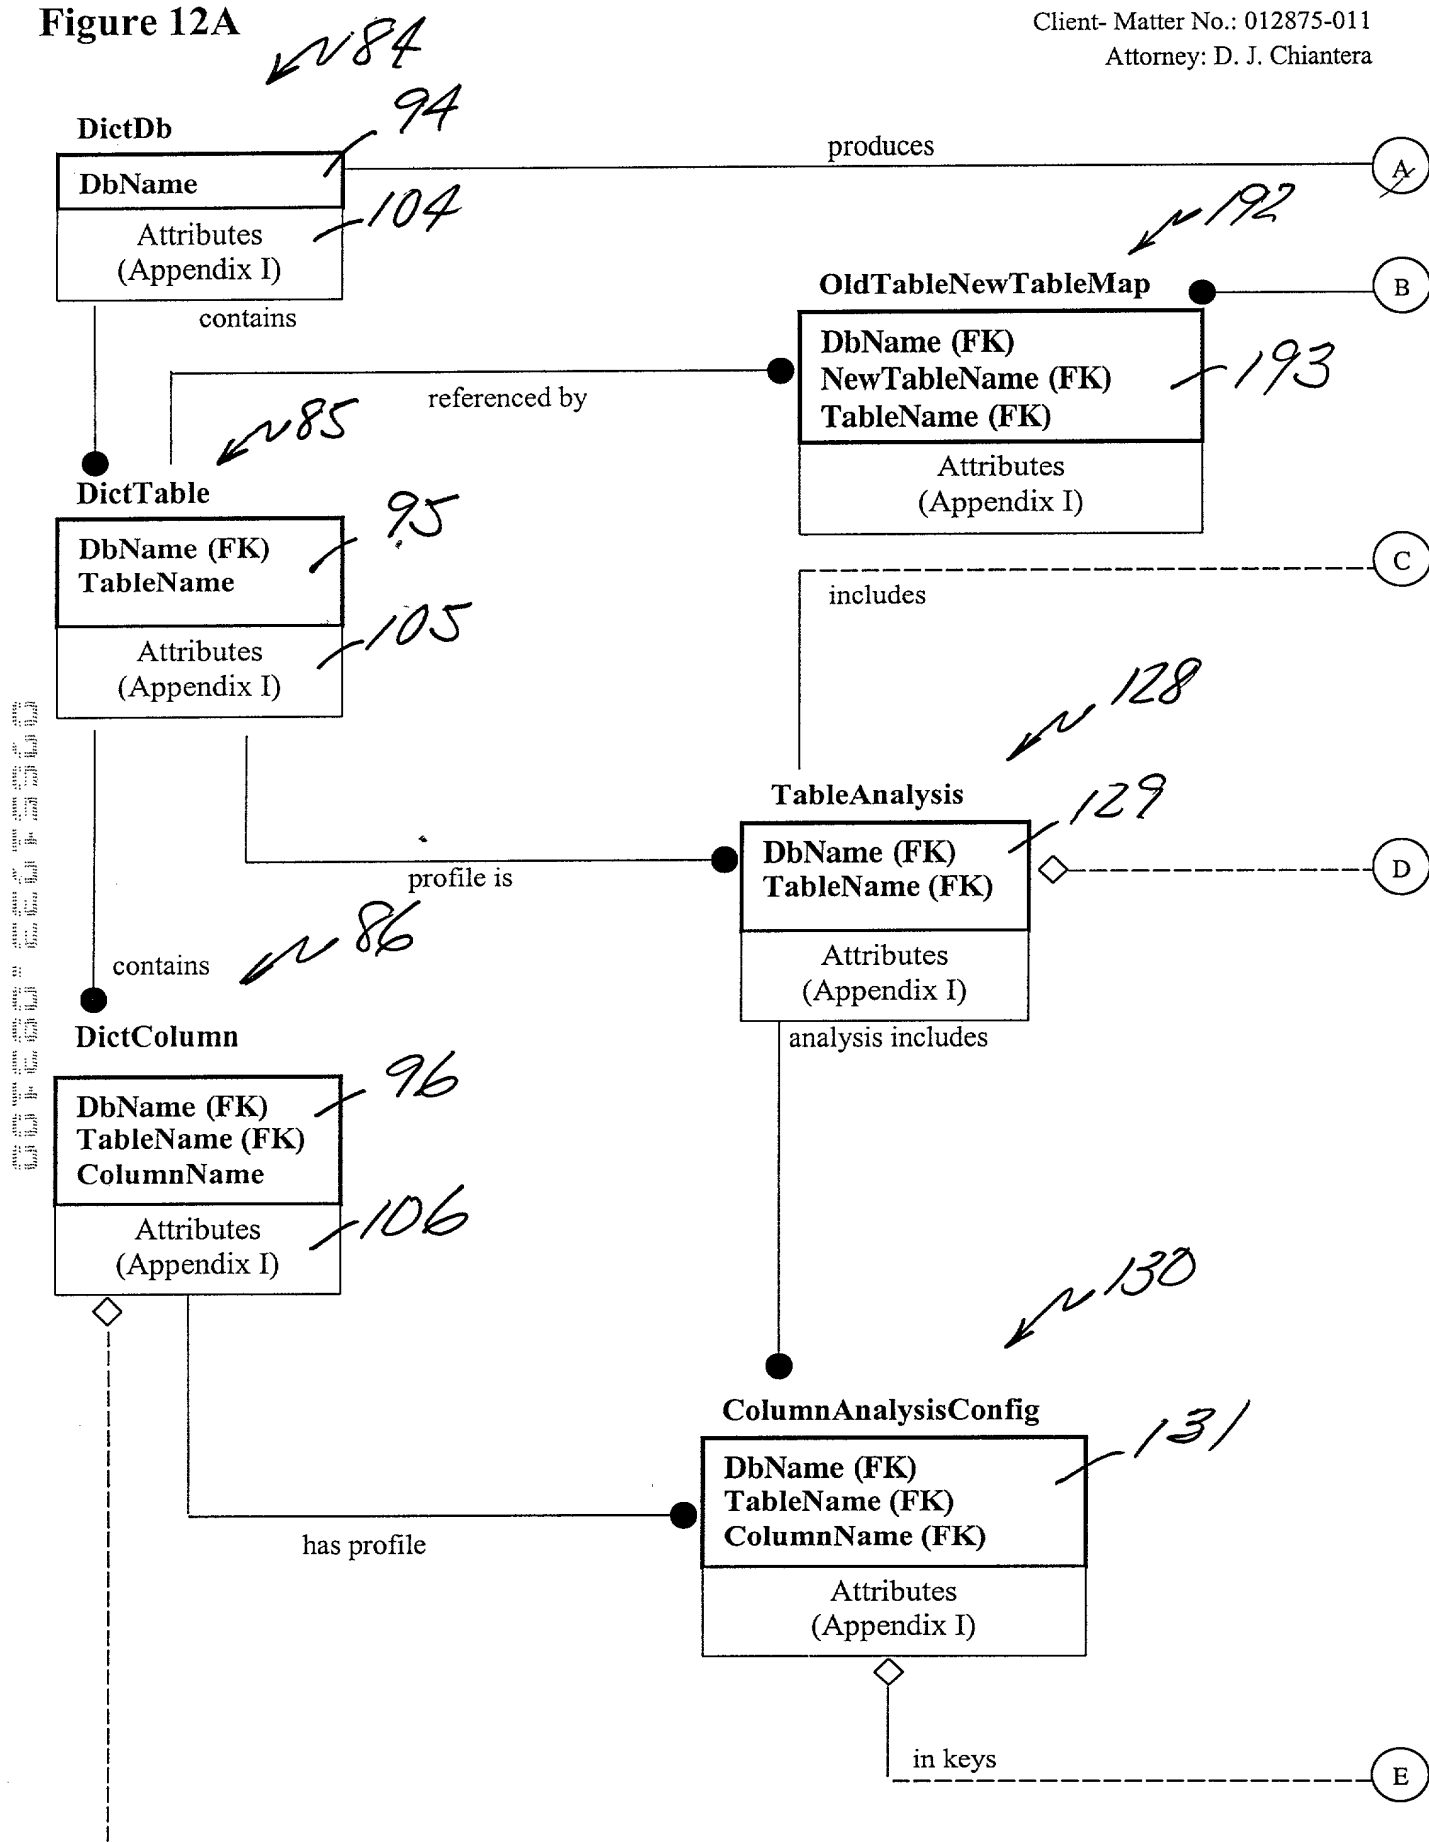 Figure 12A
Client- Matter No.: 012875-011
Attorney: D. J. Chiantera
84
DictDb
94
DbName
104
Attributes
(Appendix I)
produces
A
192
OldTableNewTableMap
B
DbName (FK)
NewTableName (FK)
TableName (FK)
193
Attributes
(Appendix I)
contains
referenced by
85
DictTable
95
DbName (FK)
TableName
105
Attributes
(Appendix I)
C
includes
128
TableAnalysis
129
DbName (FK)
TableName (FK)
D
Attributes
(Appendix I)
profile is
86
contains
DictColumn
analysis includes
96
DbName (FK)
TableName (FK)
ColumnName
106
Attributes
(Appendix I)
130
ColumnAnalysisConfig
131
DbName (FK)
TableName (FK)
ColumnName (FK)
has profile
Attributes
(Appendix I)
in keys
E